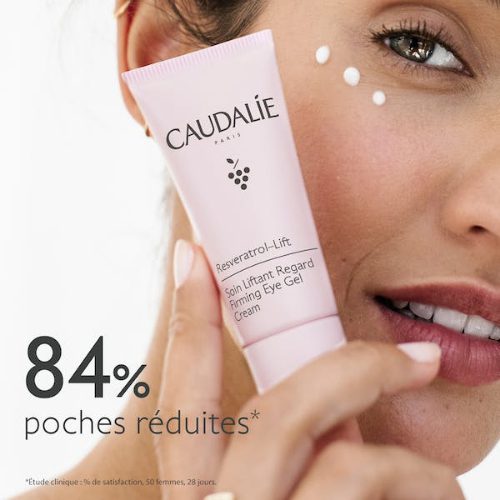 CAUDALÍE
PARIS
Resveratrol-Lift
Soin Liftant Regard
Firming Eye Gel
Cream
84%
poches réduites*
*Étude clinique : % de satisfaction, 50 femmes, 28 jours.